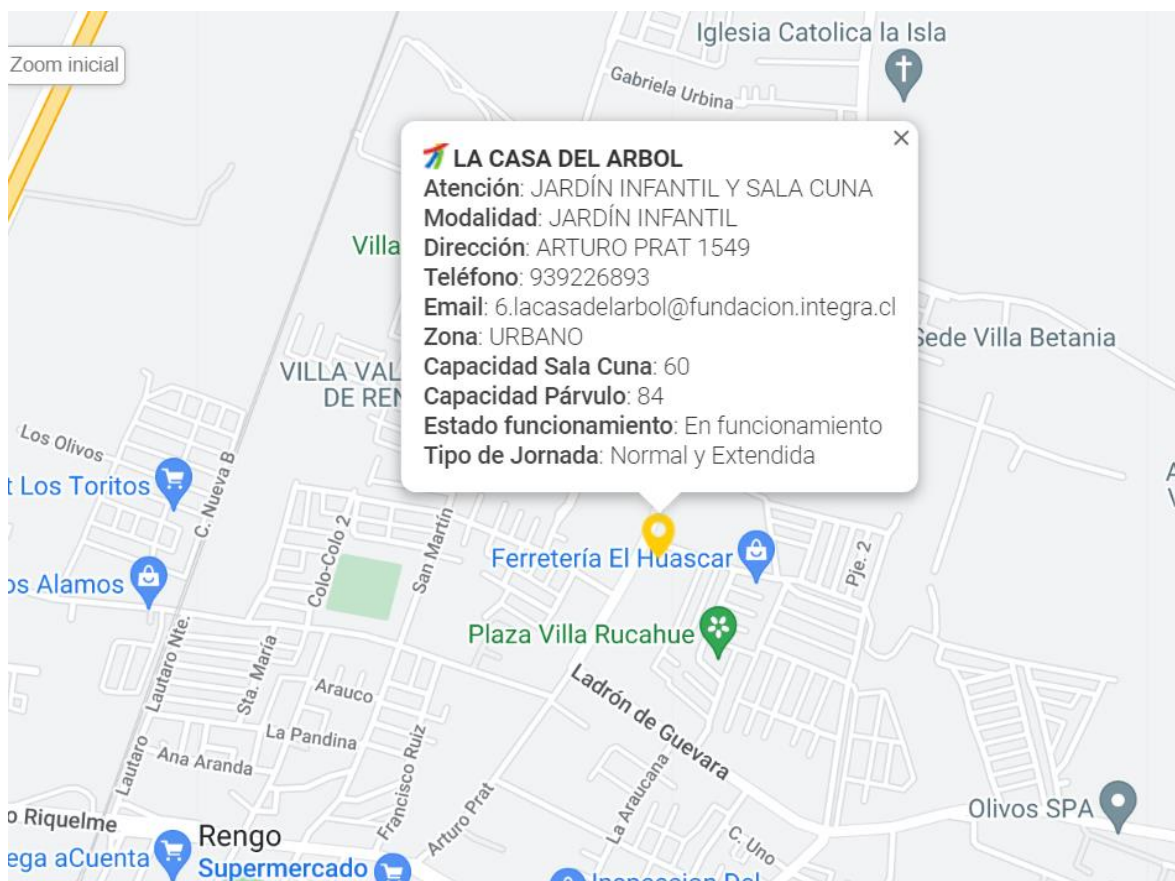 Iglesia Catolica la Isla
Zoom inicial
Gabriela Urbina
LA CASA DEL ARBOL
Atención: JARDÍN INFANTIL Y SALA CUNA
Modalidad: JARDÍN INFANTIL
Dirección: ARTURO PRAT 1549
Teléfono: 939226893
Email: 6.lacasadelarbol@fundacion.integra.cl
Zona: URBANO
Capacidad Sala Cuna: 60
Capacidad Párvulo: 84
Estado funcionamiento: En funcionamiento
Tipo de Jornada: Normal y Extendida
Villa
Sede Villa Betania
VILLA VAL
DE REN
Los Olivos
t Los Toritos
C. Nueva B
os Alamos
Colo-Colo 2
San Martín
Ferretería El Huascar
Pje. 2
Plaza Villa Rucahue
Lautaro Nte.
Sta. María
Arauco
Ladrón de Guevara
La Pandina
Ana Aranda
Lautaro
Francisco Ruiz
Arturo Prat
La Araucana
C. Uno
Olivos SPA
o Riquelme
Rengo
ega aCuenta
Supermercado
Inspeccion Del